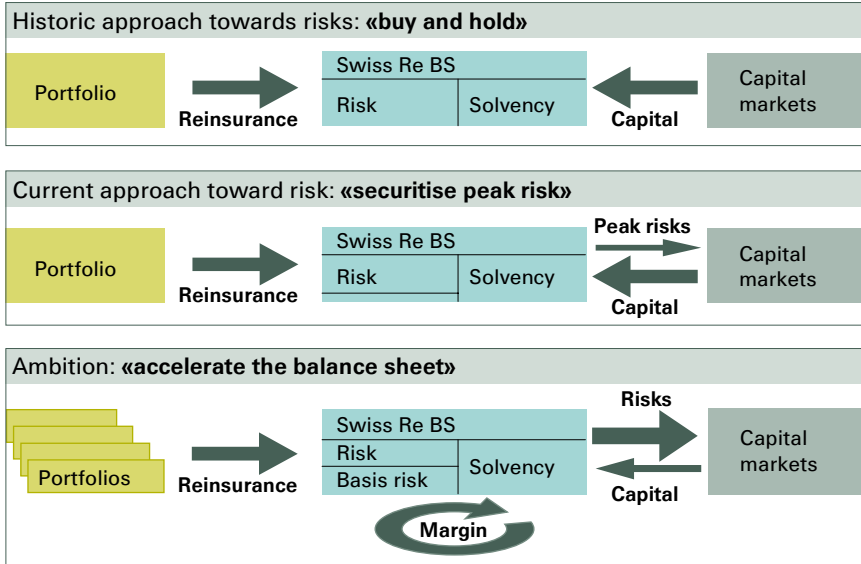 Historic approach towards risks: «buy and hold»
Portfolio
Reinsurance
Swiss Re BS
Risk
Solvency
Capital
Capital
markets
Current approach toward risk: «securitise peak risk»
Portfolio
Reinsurance
Swiss Re BS
Risk
Solvency
Peak risks
Capital
Capital
markets
Ambition: «accelerate the balance sheet»
Portfolios
Reinsurance
Swiss Re BS
Risk
Basis risk
Solvency
Margin
Risks
Capital
Capital
markets